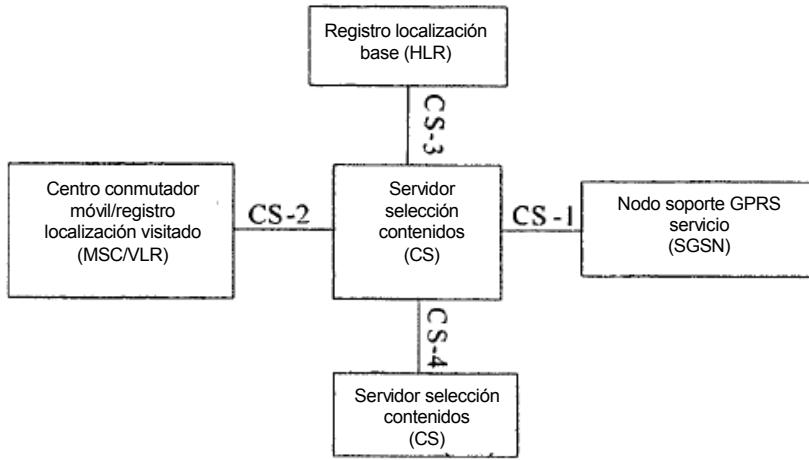 Registro localización
base (HLR)
CS-3
Centro conmutador
móvil/registro
localización visitado
(MSC/VLR)
CS-2
Servidor
selección
contenidos
(CS)
CS -1
Nodo soporte GPRS
servicio
(SGSN)
CS-4
Servidor selección
contenidos
(CS)